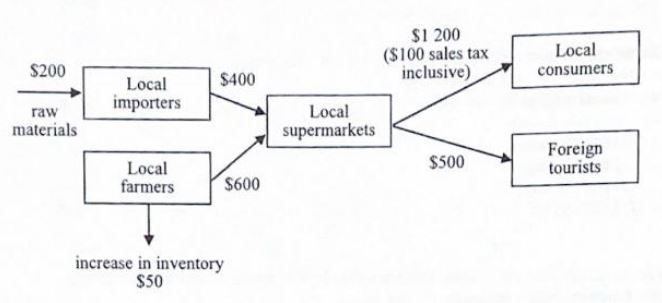 $1 200
($100 sales tax
inclusive)
Local
consumers
$200
raw
materials
Local
importers
$400
Local
supermarkets
Local
farmers
$600
$500
Foreign
tourists
increase in inventory
$50